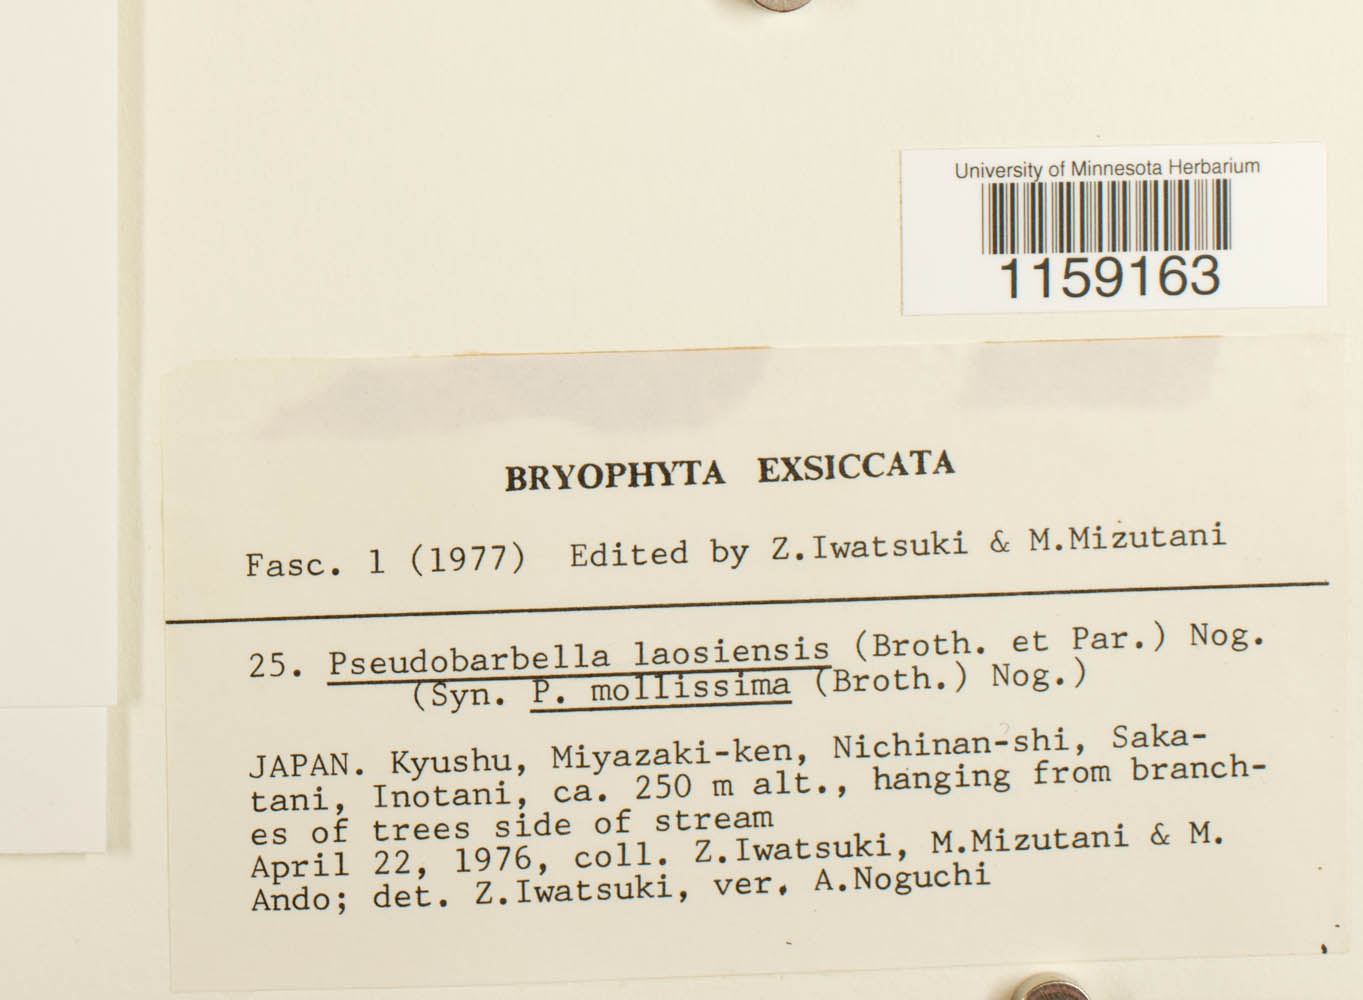 University of Minnesota Herbarium
1159163
BRYOPHYTA EXSICCATA
Fasc. 1 (1977) Edited by Z.Iwatsuki & M.Mizutani
25. Pseudobarbella laosiensis (Broth. et Par.) Nog.
(Syn. P. mollissima (Broth.) Nog.)
JAPAN. Kyushu, Miyazaki-ken, Nichinan-shi, Saka-
tani, Inotani, ca. 250 m alt., hanging from branch-
es of trees side of stream
April 22, 1976, coll. Z.Iwatsuki, M.Mizutani & M.
Ando; det. Z.Iwatsuki, ver. A.Noguchi